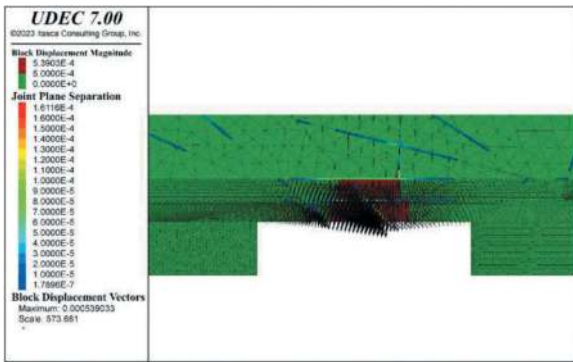 UDEC 7.00
©2023 Itasca Consulting Group, Inc.
Block Displacement Magnitude
5.3903E-4
5.0000E-4
0.0000E+0
Joint Plane Separation
1.6116E-4
1.6000E-4
1.5000E-4
1.4000E-4
1.3000E-4
1.2000E-4
1.1000E-4
1.0000E-4
9.0000E-5
8.0000E-5
7.0000E-5
6.0000E-5
5.0000E-5
4.0000E-5
3.0000E-5
2.0000E-5
1.0000E-5
1.7896E-7
Block Displacement Vectors
Maximum: 0.000539033
Scale: 573.661